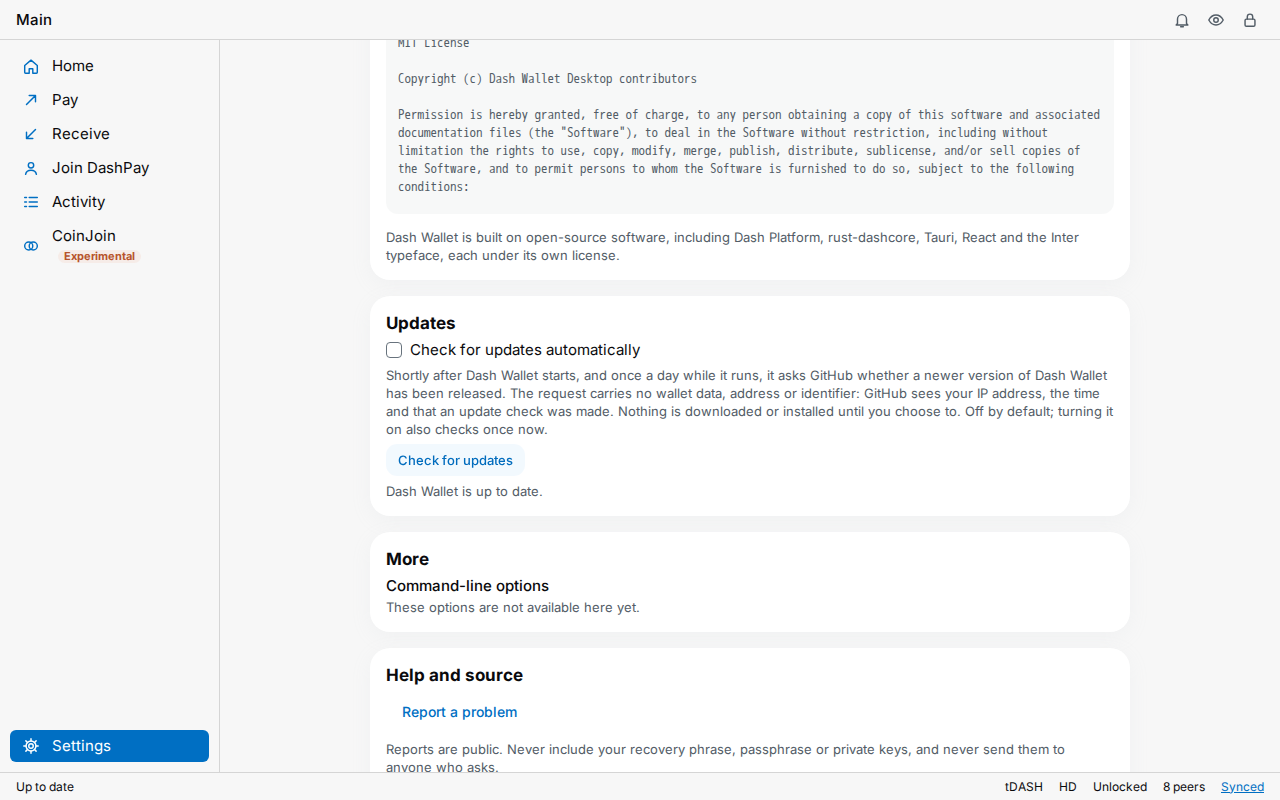 Main
Home
Pay
Receive
Join DashPay
Activity
CoinJoin
Experimental
Settings
MIT License
Copyright (c) Dash Wallet Desktop contributors
Permission is hereby granted, free of charge, to any person obtaining a copy of this software and associated
documentation files (the "Software"), to deal in the Software without restriction, including without
limitation the rights to use, copy, modify, merge, publish, distribute, sublicense, and/or sell copies of
the Software, and to permit persons to whom the Software is furnished to do so, subject to the following
conditions:
Dash Wallet is built on open-source software, including Dash Platform, rust-dashcore, Tauri, React and the Inter
typeface, each under its own license.
Updates
Check for updates automatically
Shortly after Dash Wallet starts, and once a day while it runs, it asks GitHub whether a newer version of Dash Wallet
has been released. The request carries no wallet data, address or identifier: GitHub sees your IP address, the time
and that an update check was made. Nothing is downloaded or installed until you choose to. Off by default; turning it
on also checks once now.
Check for updates
Dash Wallet is up to date.
More
Command-line options
These options are not available here yet.
Help and source
Report a problem
Reports are public. Never include your recovery phrase, passphrase or private keys, and never send them to
anyone who asks.
Up to date
tDASH HD Unlocked 8 peers Synced